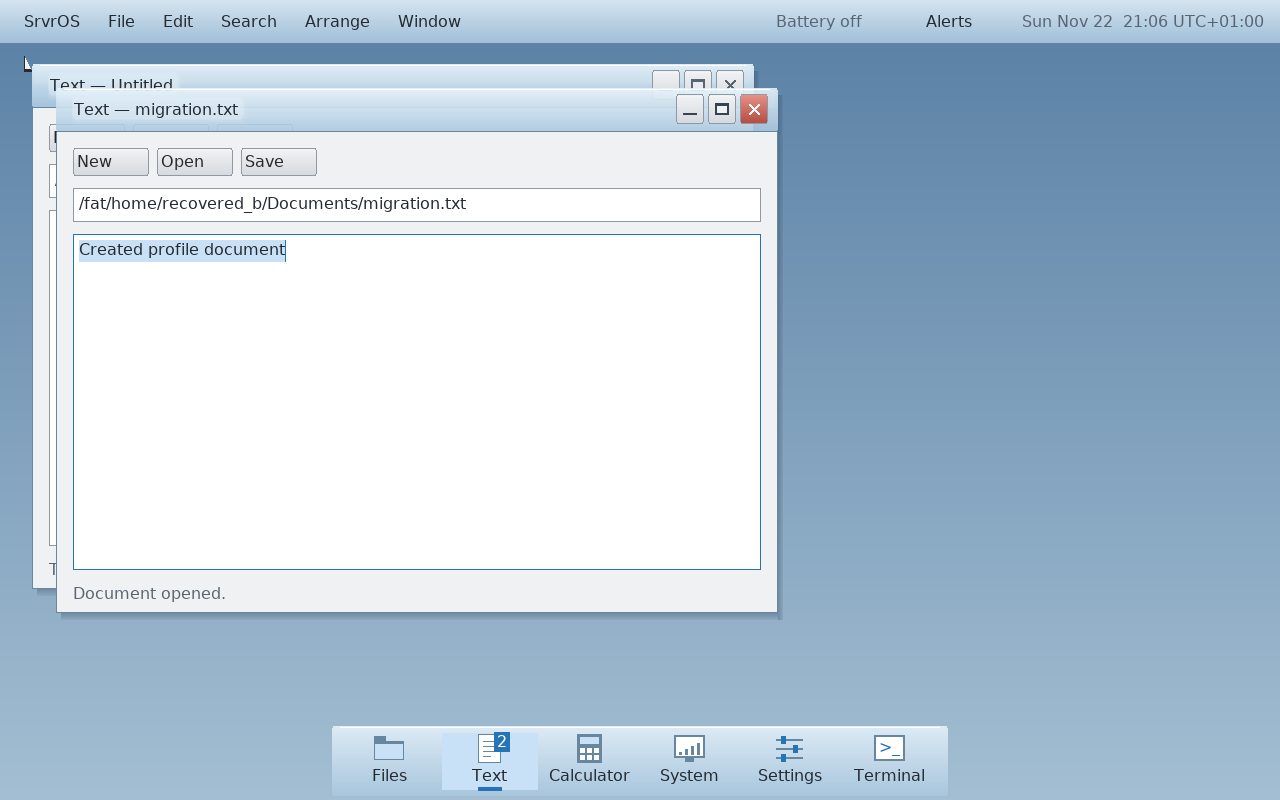 SrvrOS File Edit Search Arrange Window Battery off Alerts Sun Nov 22 21:06 UTC+01:00
Text — Untitled
Text — migration.txt
New Open Save
/fat/home/recovered_b/Documents/migration.txt
Created profile document
Document opened.
2
Files Text Calculator System Settings Terminal